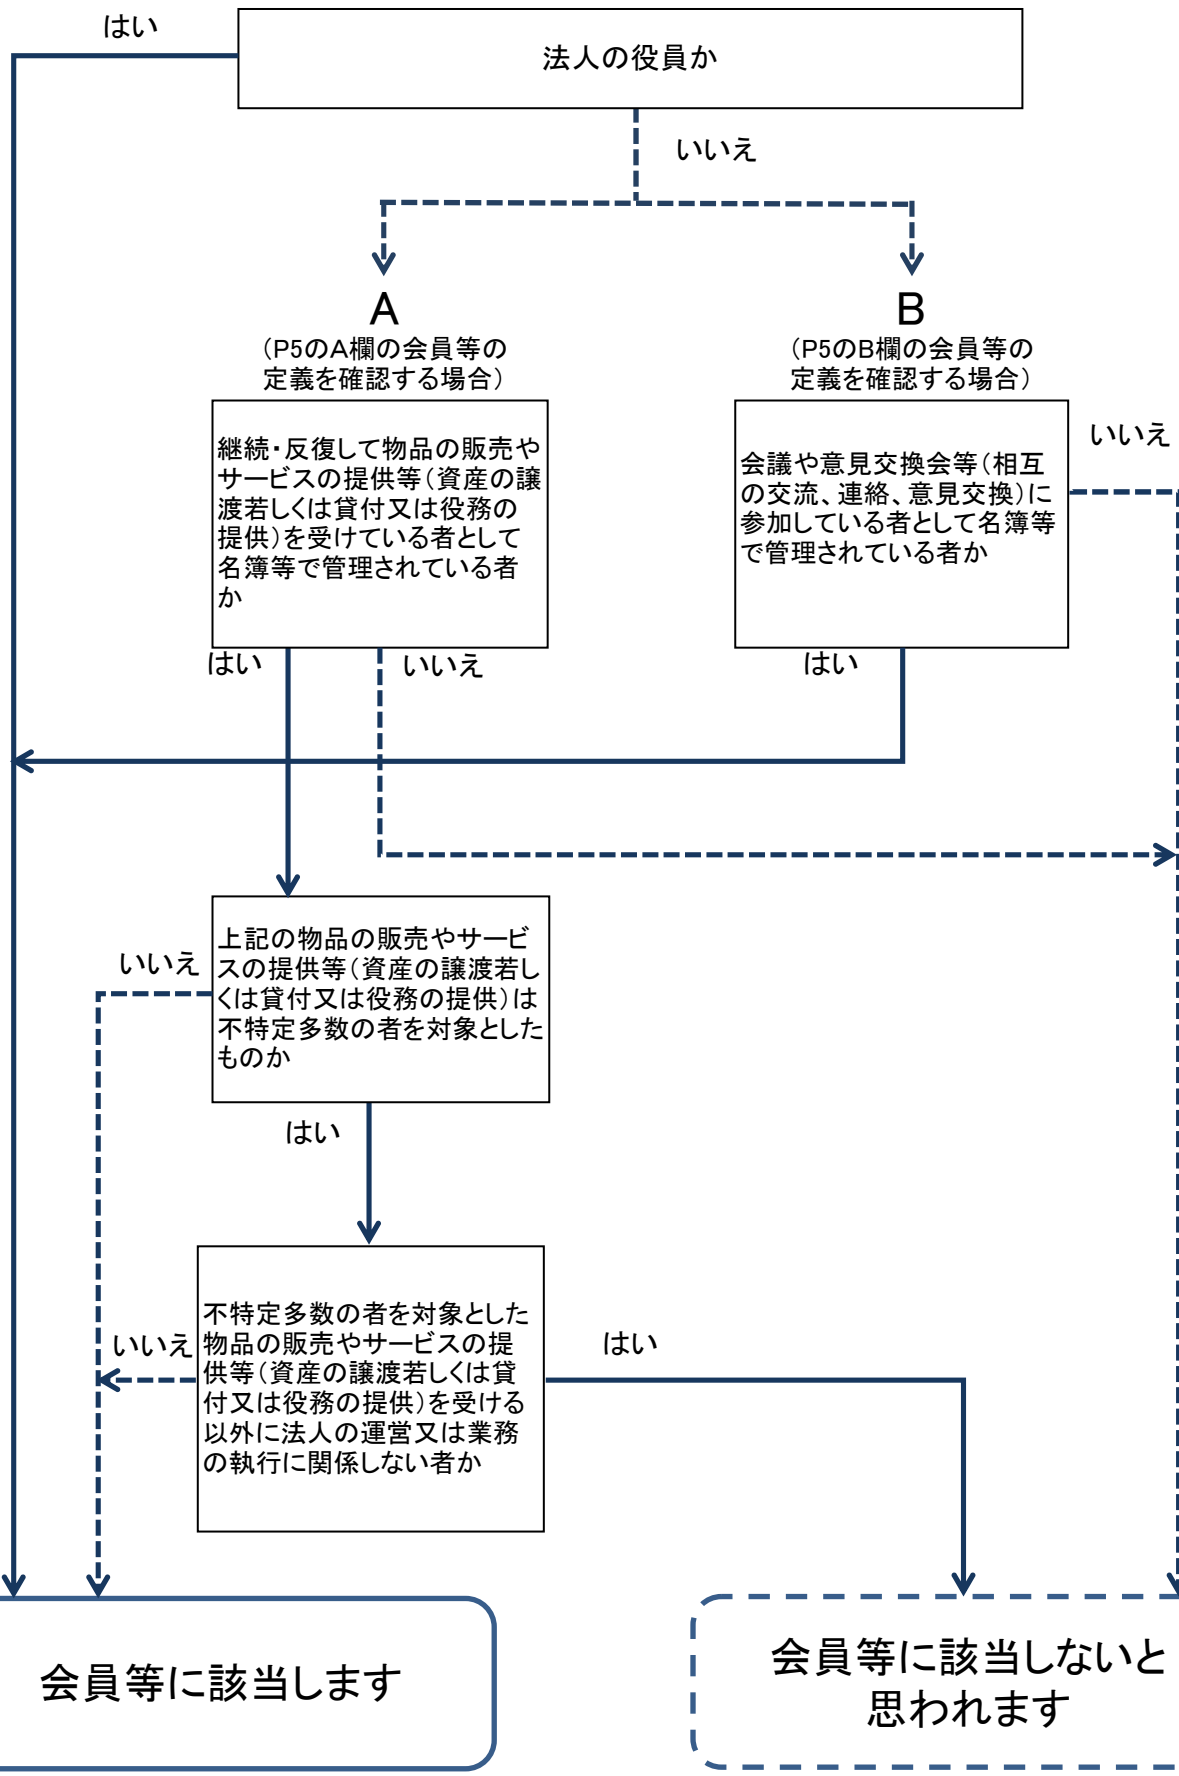 はい
法人の役員か
いいえ
A
（P5のA欄の会員等の
定義を確認する場合）
B
（P5のB欄の会員等の
定義を確認する場合）
継続・反復して物品の販売や
サービスの提供等（資産の譲
渡若しくは貸付又は役務の
提供）を受けている者として
名簿等で管理されている者
か
会議や意見交換会等（相互
の交流、連絡、意見交換）に
参加している者として名簿等
で管理されている者か
いいえ
はい
いいえ
はい
いいえ
上記の物品の販売やサービ
スの提供等（資産の譲渡若し
くは貸付又は役務の提供）は
不特定多数の者を対象とした
ものか
はい
不特定多数の者を対象とした
物品の販売やサービスの提
供等（資産の譲渡若しくは貸
付又は役務の提供）を受ける
以外に法人の運営又は業務
の執行に関係しない者か
いいえ
はい
会員等に該当します
会員等に該当しないと
思われます